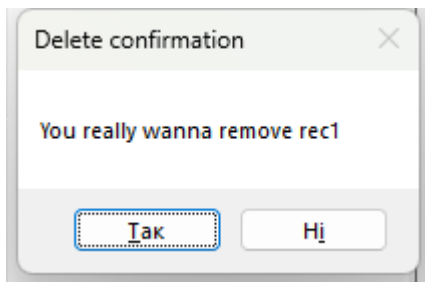 Delete confirmation
You really wanna remove rec1
Так
Ні